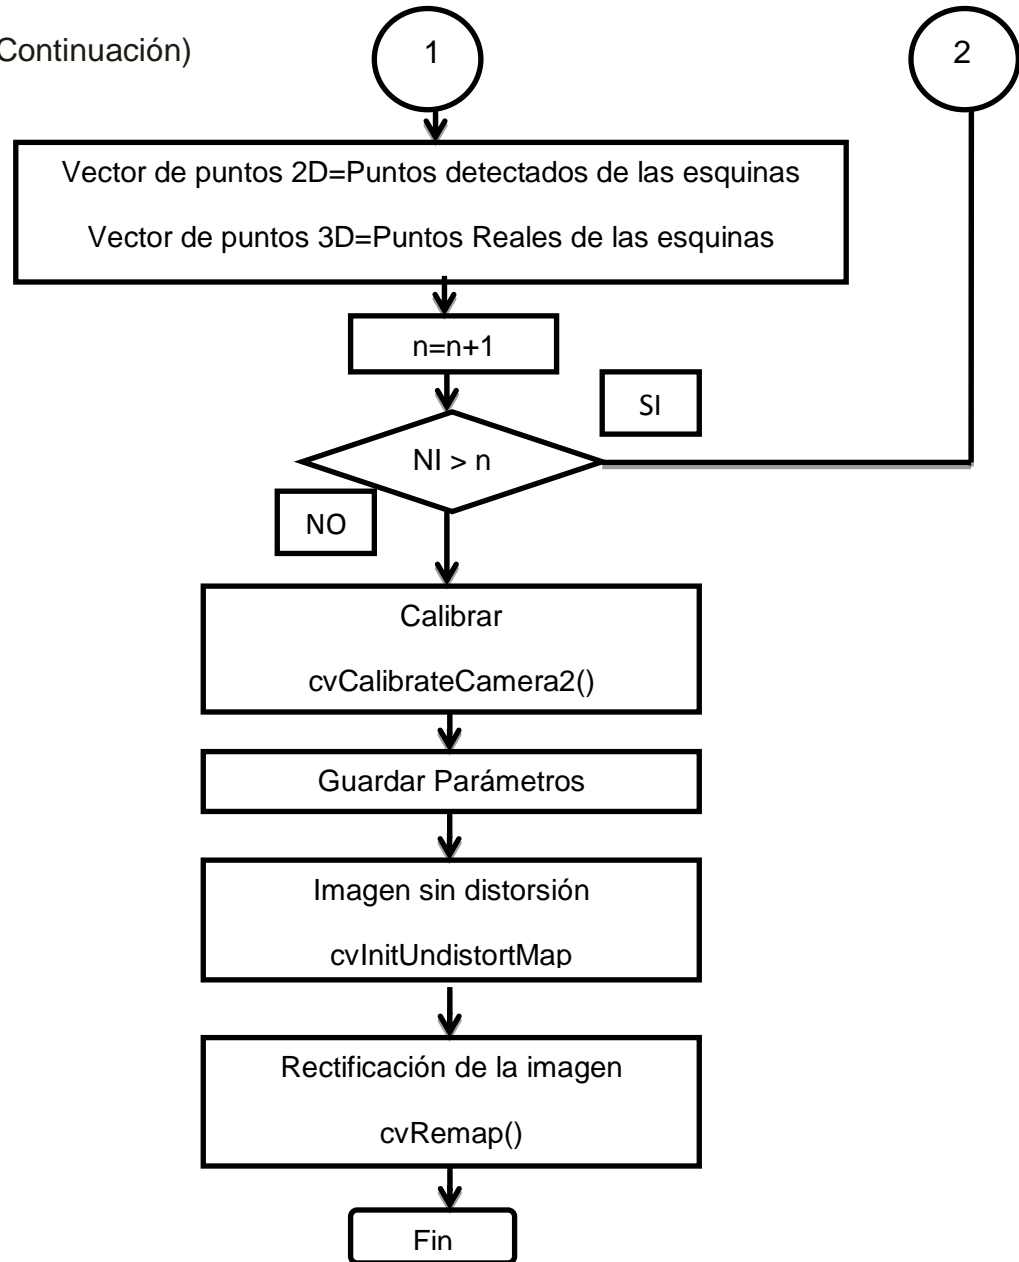 Continuación)
1
2
Vector de puntos 2D=Puntos detectados de las esquinas
Vector de puntos 3D=Puntos Reales de las esquinas
n=n+1
SI
NI > n
NO
Calibrar
cvCalibrateCamera2()
Guardar Parámetros
Imagen sin distorsión
cvInitUndistortMap
Rectificación de la imagen
cvRemap()
Fin